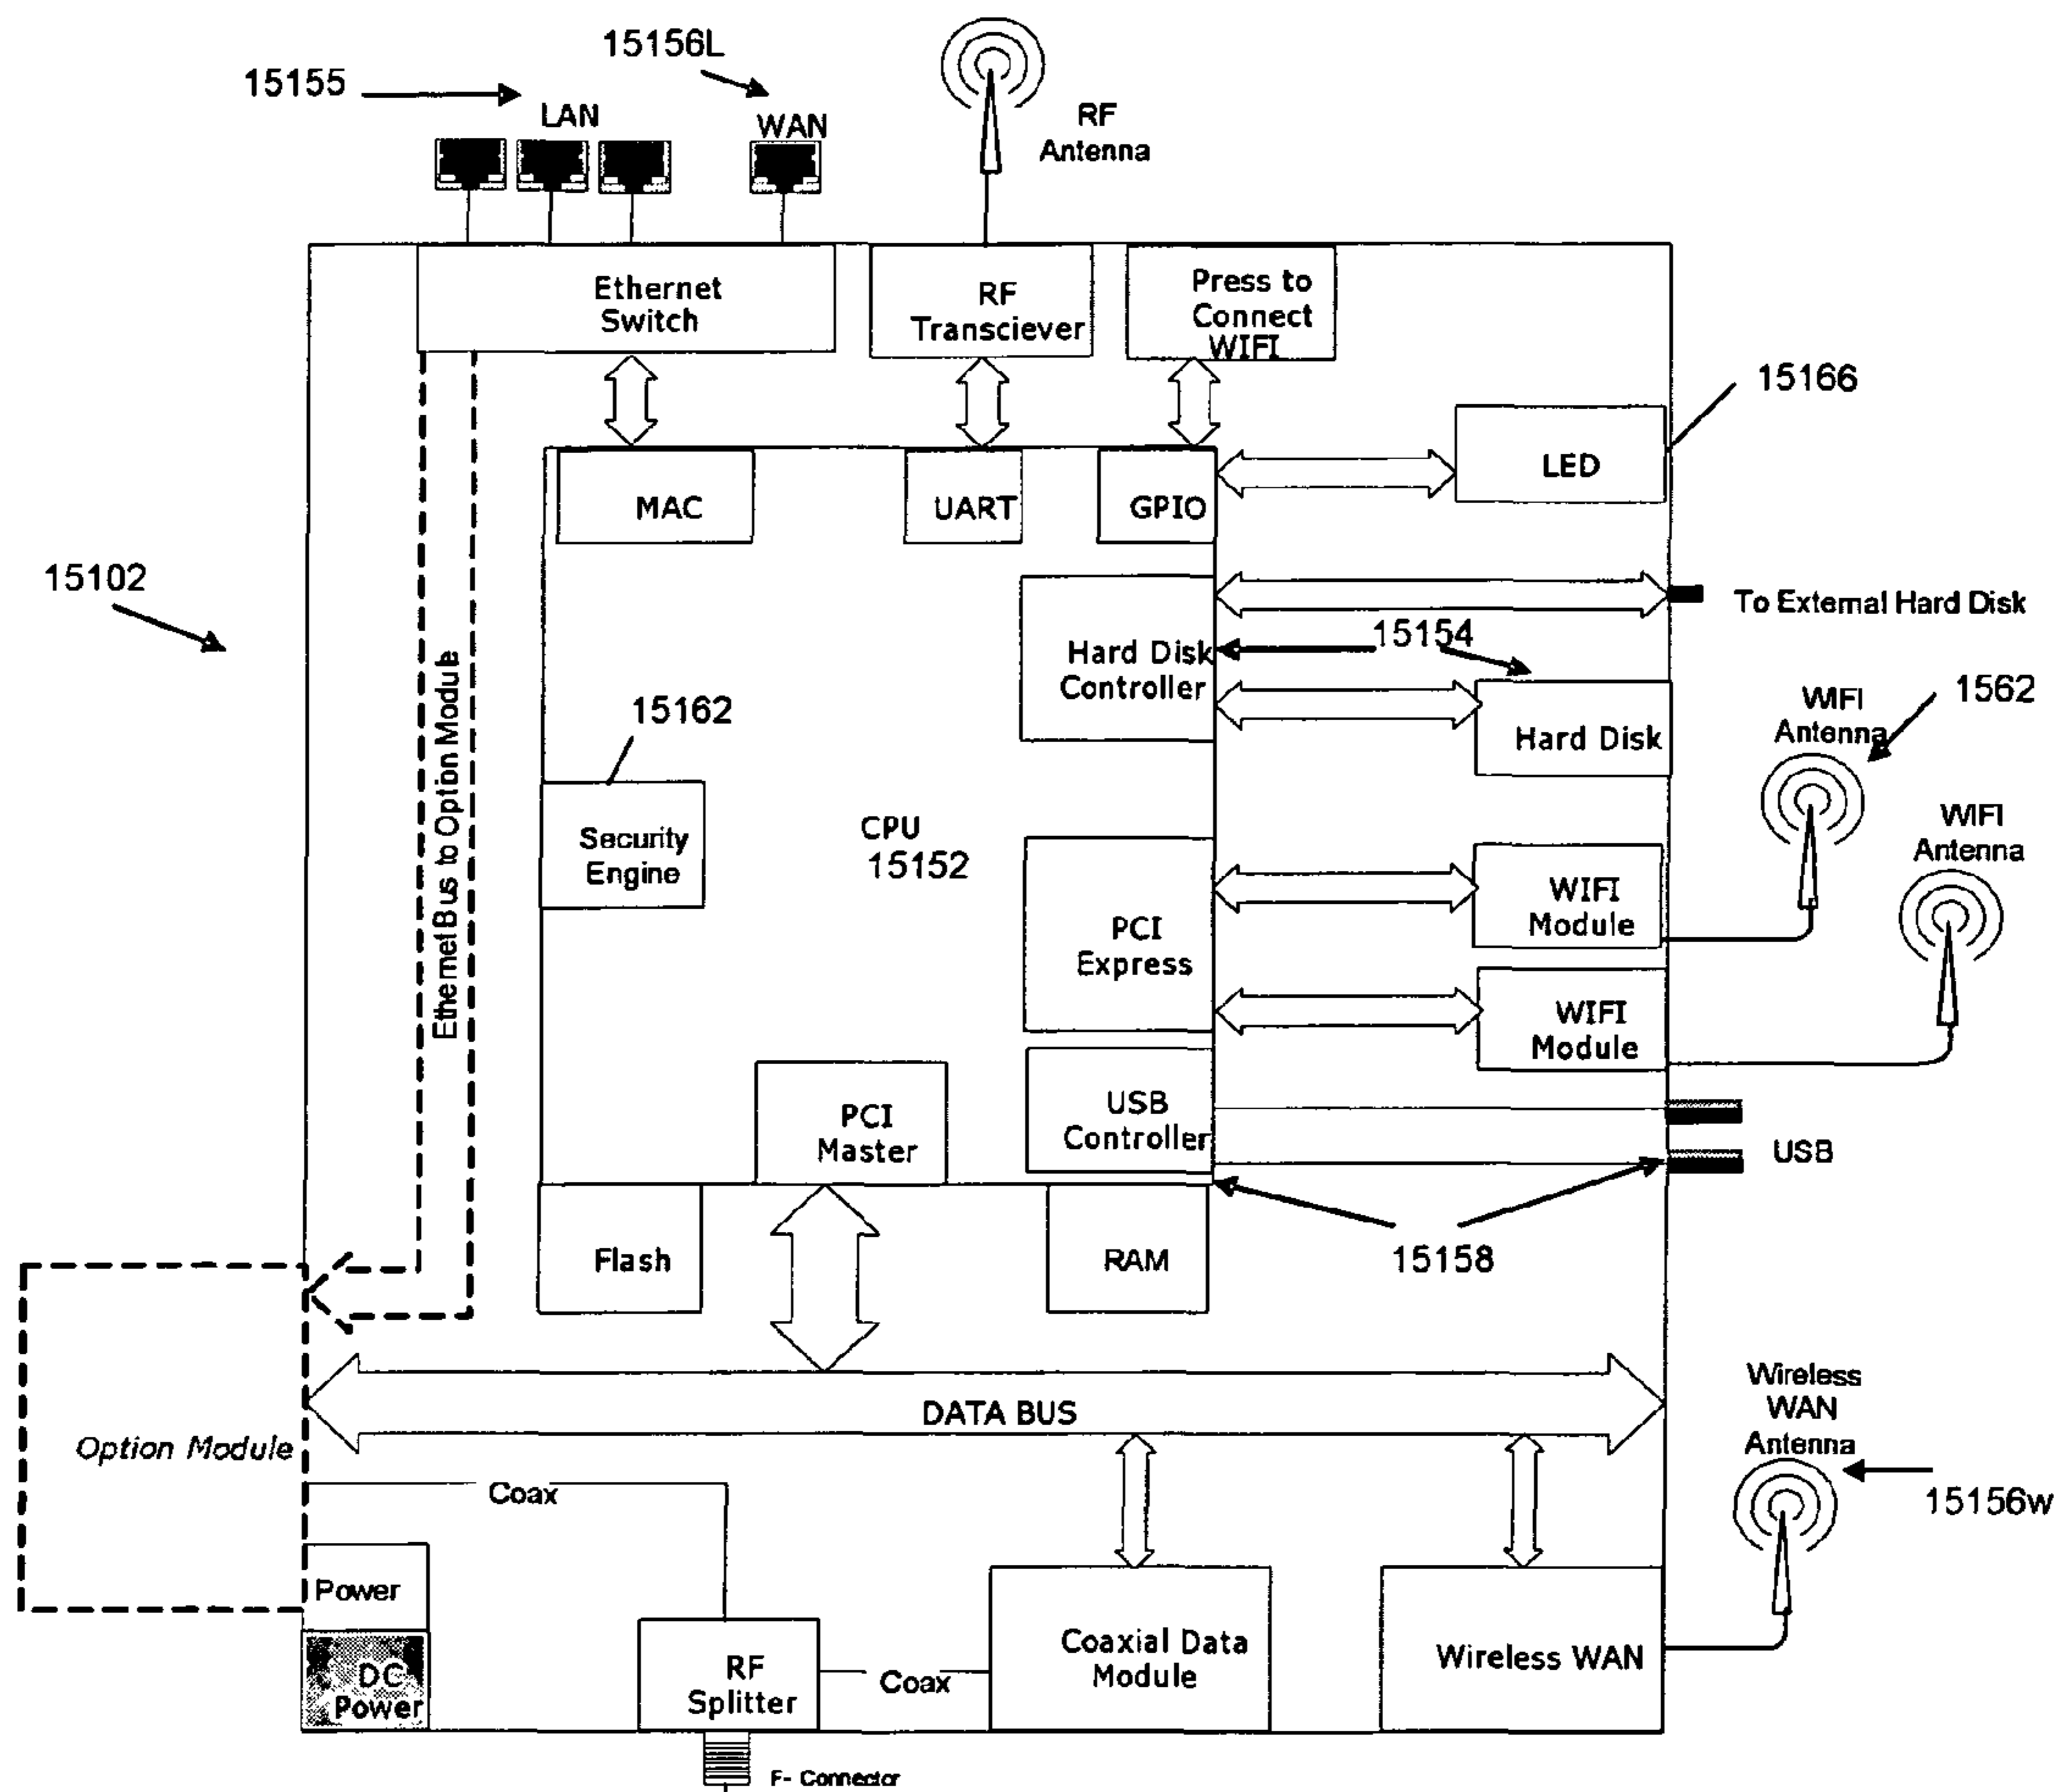 15156L
15155
LAN
WAN
RF
Antenna
Ethernet
Switch
RF
Transciever
Press to
Connect
WIFI
15166
LED
MAC
UART
GPIO
15102
To External Hard Disk
15154
Hard Disk
Controller
Hard Disk
WIFI
Antenna
1562
Ethernet Bus to Option Module
15162
Security
Engine
CPU
15152
WIFI
Antenna
PCI
Express
WIFI
Module
WIFI
Module
PCI
Master
USB
Controller
USB
15158
Flash
RAM
DATA BUS
Option Module
Wireless
WAN
Antenna
15156w
Coax
Power
DC
Power
RF
Splitter
Coax
Coaxial Data
Module
Wireless WAN
F- Connector